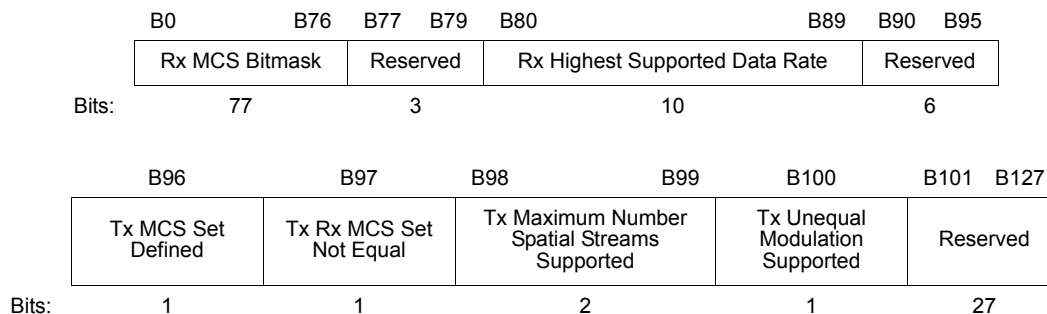 B0 B76 B77 B79 B80 B89 B90 B95
Rx MCS Bitmask Reserved Rx Highest Supported Data Rate Reserved
Bits: 77 3 10 6
B96 B97 B98 B99 B100 B101 B127
Tx MCS Set
Defined
Tx Rx MCS Set
Not Equal
Tx Maximum Number
Spatial Streams
Supported
Tx Unequal
Modulation
Supported
Reserved
Bits: 1 1 2 1 27